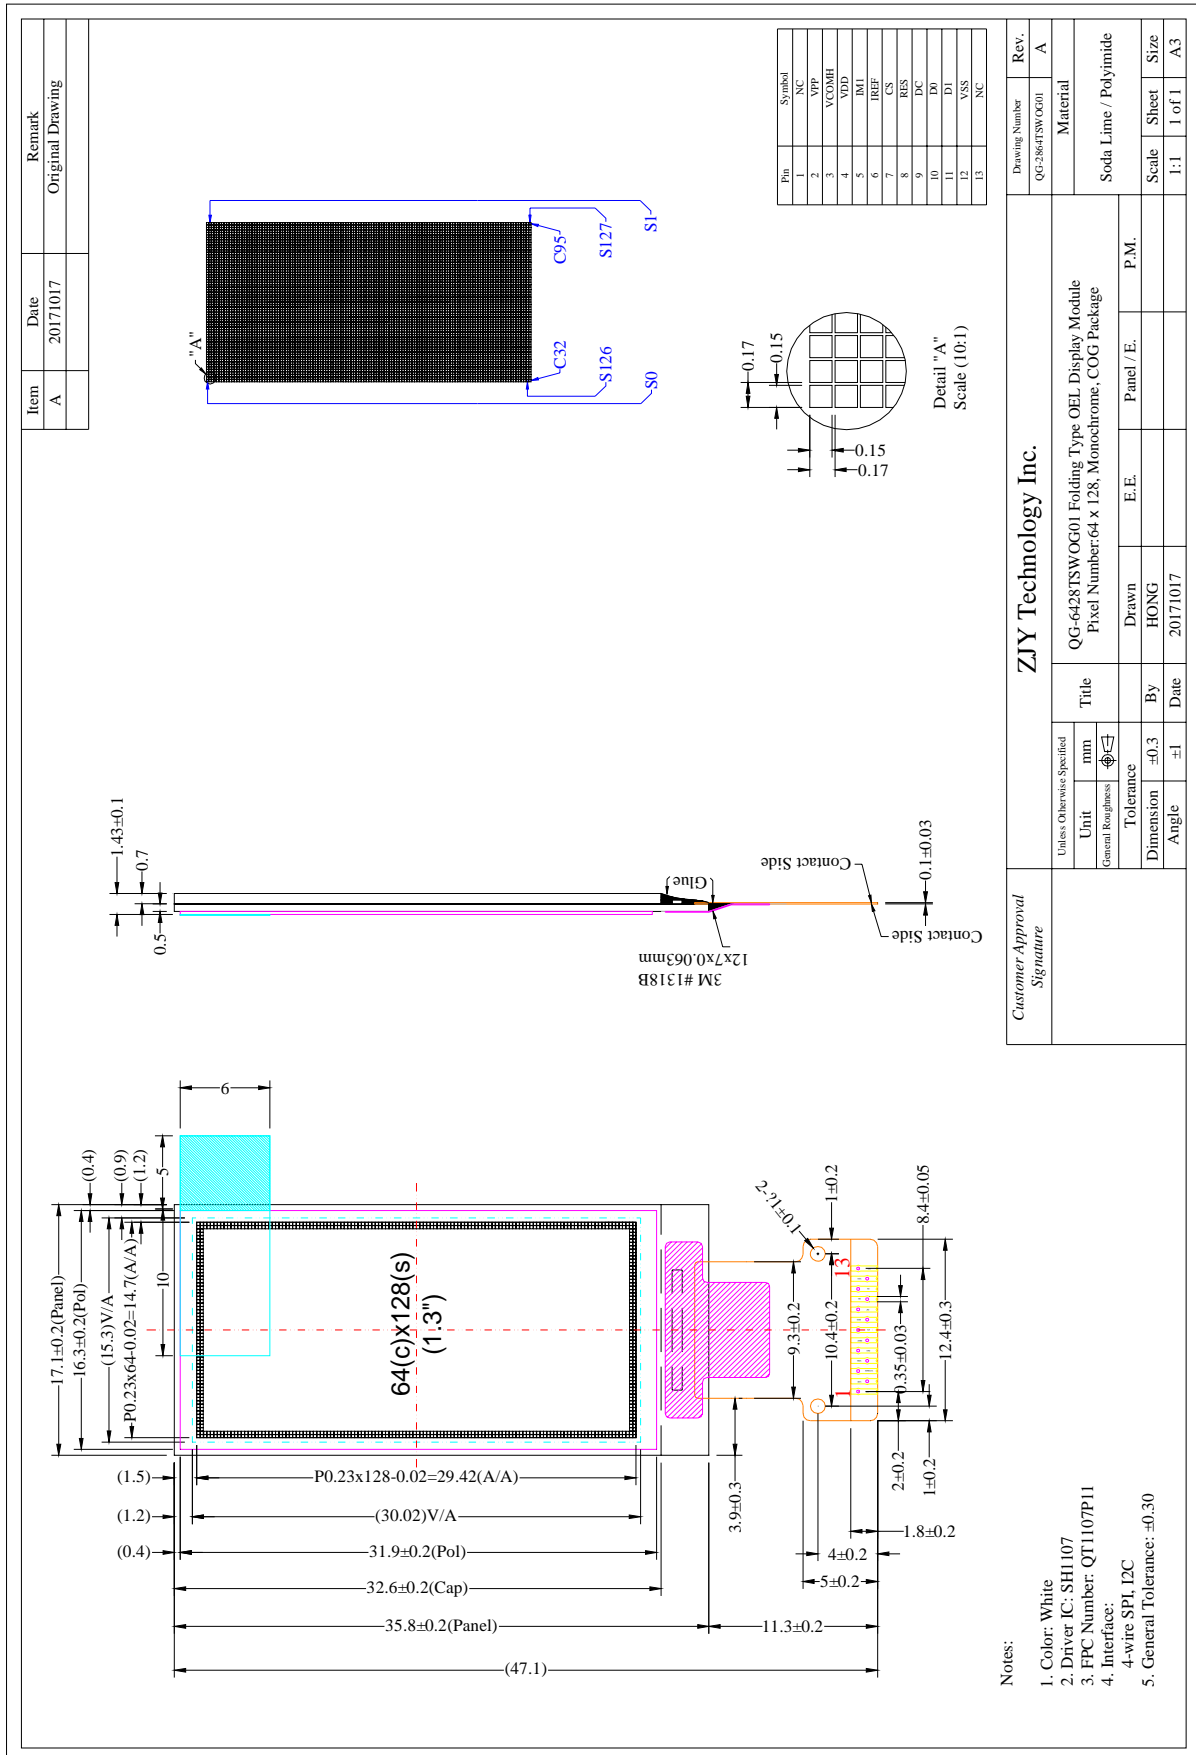 Item Date Remark
A 20171017 Original Drawing
"A"
C32
C95
S126
S127
S0
S1
0.17
0.15
0.15
0.17
Detail "A"
Scale (10:1)
Pin Symbol
1 NC
2 VPP
3 VCOMH
4 VDD
5 IM1
6 IREF
7 CS
8 RES
9 DC
10 D0
11 D1
12 VSS
13 NC
1.43±0.1
0.7
0.5
Glue
3M #1318B
12x7x0.063mm
Contact Side
Contact Side
0.1±0.03
6
(0.4)
(0.9)
(1.2)
5
10
17.1±0.2(Panel)
16.3±0.2(Pol)
(15.3)V/A
P0.23x64-0.02=14.7(A/A)
64(c)x128(s)
(1.3")
(1.5)
P0.23x128-0.02=29.42(A/A)
(1.2)
(30.02)V/A
(0.4)
31.9±0.2(Pol)
32.6±0.2(Cap)
35.8±0.2(Panel)
11.3±0.2
(47.1)
3.9±0.3
9.3±0.2
10.4±0.2
2-?1±0.1
1±0.2
8.4±0.05
12.4±0.3
0.35±0.03
1
13
2±0.2
1±0.2
1.8±0.2
4±0.2
5±0.2
Notes:
1. Color: White
2. Driver IC: SH1107
3. FPC Number: QT1107P11
4. Interface:
4-wire SPI, I2C
5. General Tolerance: ±0.30
Customer Approval
Signature
ZJY Technology Inc.
Drawing Number Rev.
QG-2864TSWOG01 A
Unless Otherwise Specified
Unit mm
General Roughness
Tolerance
Dimension ±0.3
Angle ±1
Title
QG-6428TSWOG01 Folding Type OEL Display Module
Pixel Number:64 x 128, Monochrome, COG Package
Material
Soda Lime / Polyimide
Drawn E.E. Panel / E. P.M.
By HONG
Date 20171017
Scale Sheet Size
1:1 1 of 1 A3